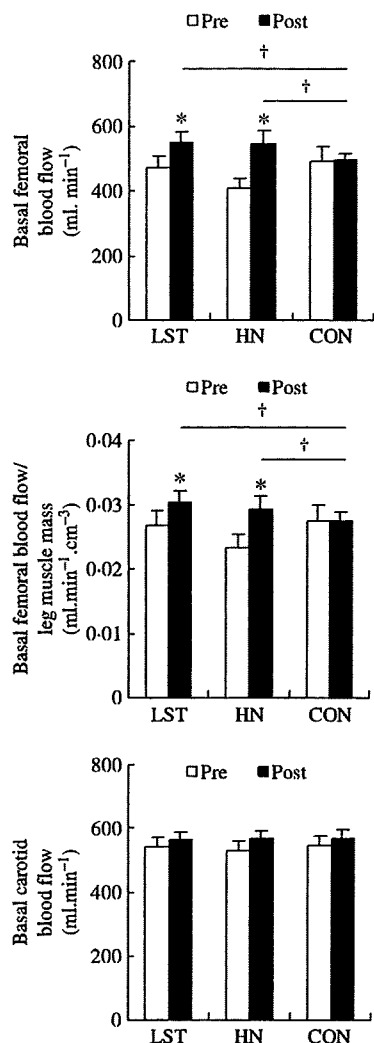 □Pre ■Post
†
†
* *
800
600
400
200
0
Basal femoral
blood flow
(ml. min⁻¹)
LST HN CON
□Pre ■Post
†
†
* *
0·04
0·03
0·02
0·01
0
Basal femoral blood flow/
leg muscle mass
(ml.min⁻¹.cm⁻³)
LST HN CON
□Pre ■Post
800
600
400
200
0
Basal carotid
blood flow
(ml.min⁻¹)
LST HN CON